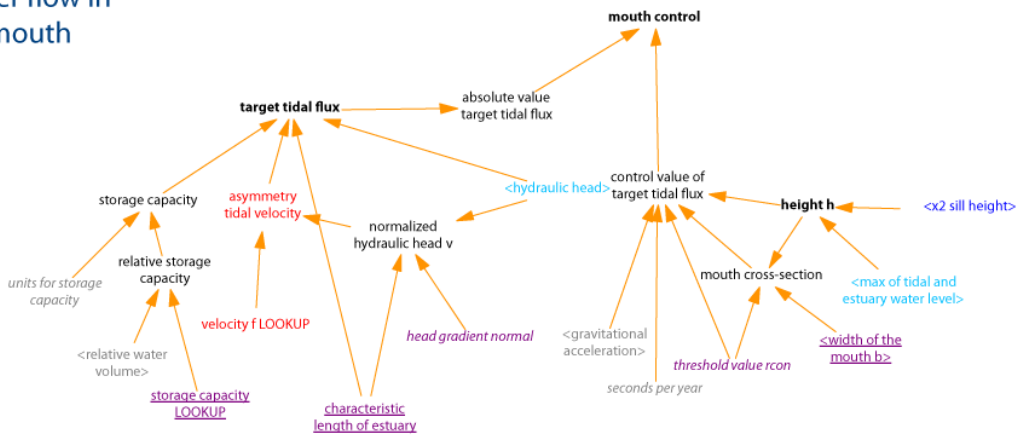 er flow in
mouth
mouth control
absolute value
target tidal flux
target tidal flux
<hydraulic head>
control value of
target tidal flux
storage capacity
asymmetry
tidal velocity
height h
<x2 sill height>
normalized
hydraulic head v
relative storage
capacity
units for storage
capacity
mouth cross-section
<max of tidal and
estuary water level>
velocity f LOOKUP
head gradient normal
<gravitational
acceleration>
<width of the
mouth b>
<relative water
volume>
threshold value rcon
seconds per year
storage capacity
LOOKUP
characteristic
length of estuary